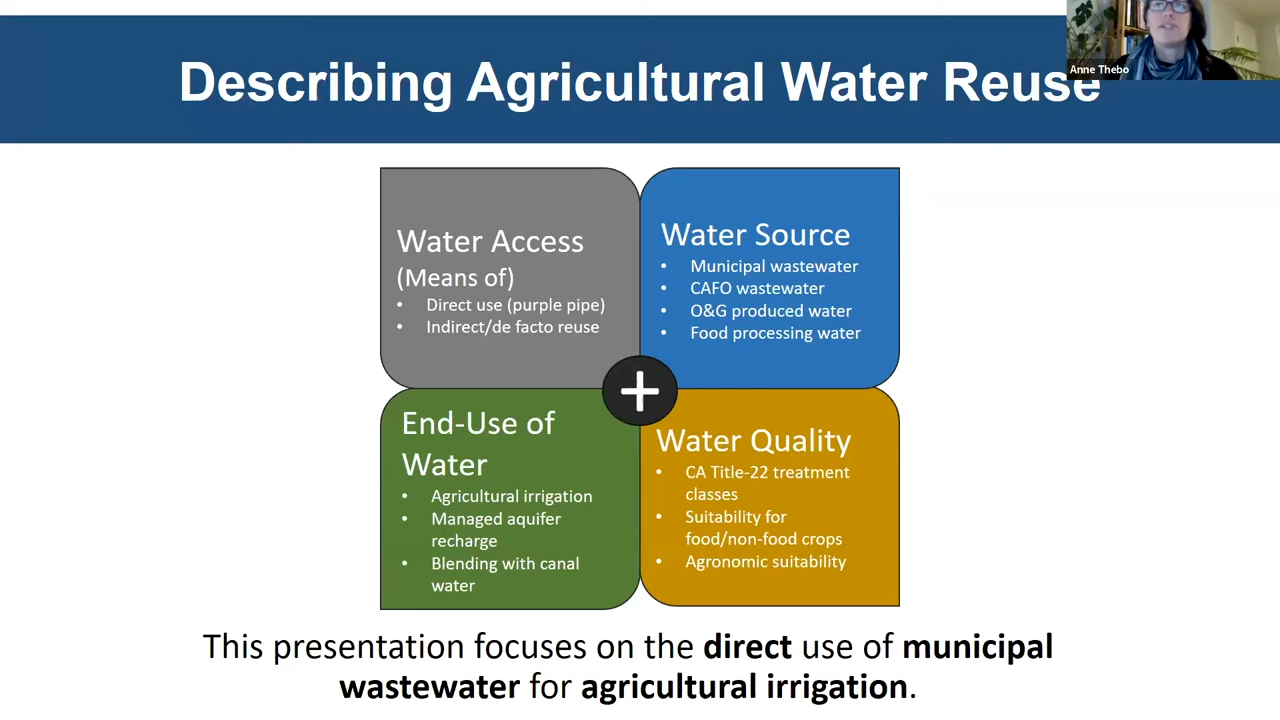 Describing Agricultural Water Reuse
Anne Thebo
Water Access
(Means of)
• Direct use (purple pipe)
• Indirect/de facto reuse
Water Source
• Municipal wastewater
• CAFO wastewater
• O&G produced water
• Food processing water
End-Use of
Water
• Agricultural irrigation
• Managed aquifer
recharge
• Blending with canal
water
Water Quality
• CA Title-22 treatment
classes
• Suitability for
food/non-food crops
• Agronomic suitability
This presentation focuses on the direct use of municipal
wastewater for agricultural irrigation.